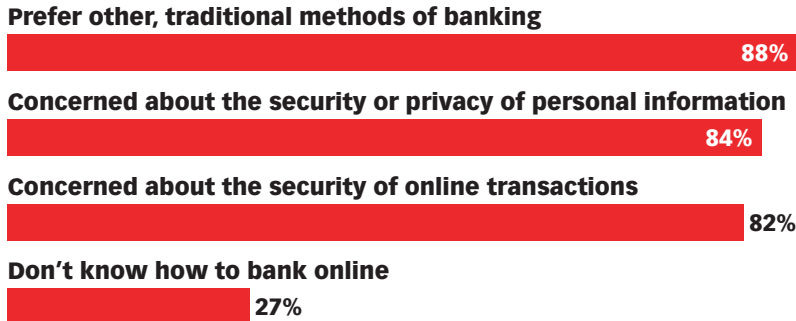 Prefer other, traditional methods of banking
88%
Concerned about the security or privacy of personal information
84%
Concerned about the security of online transactions
82%
Don’t know how to bank online
27%